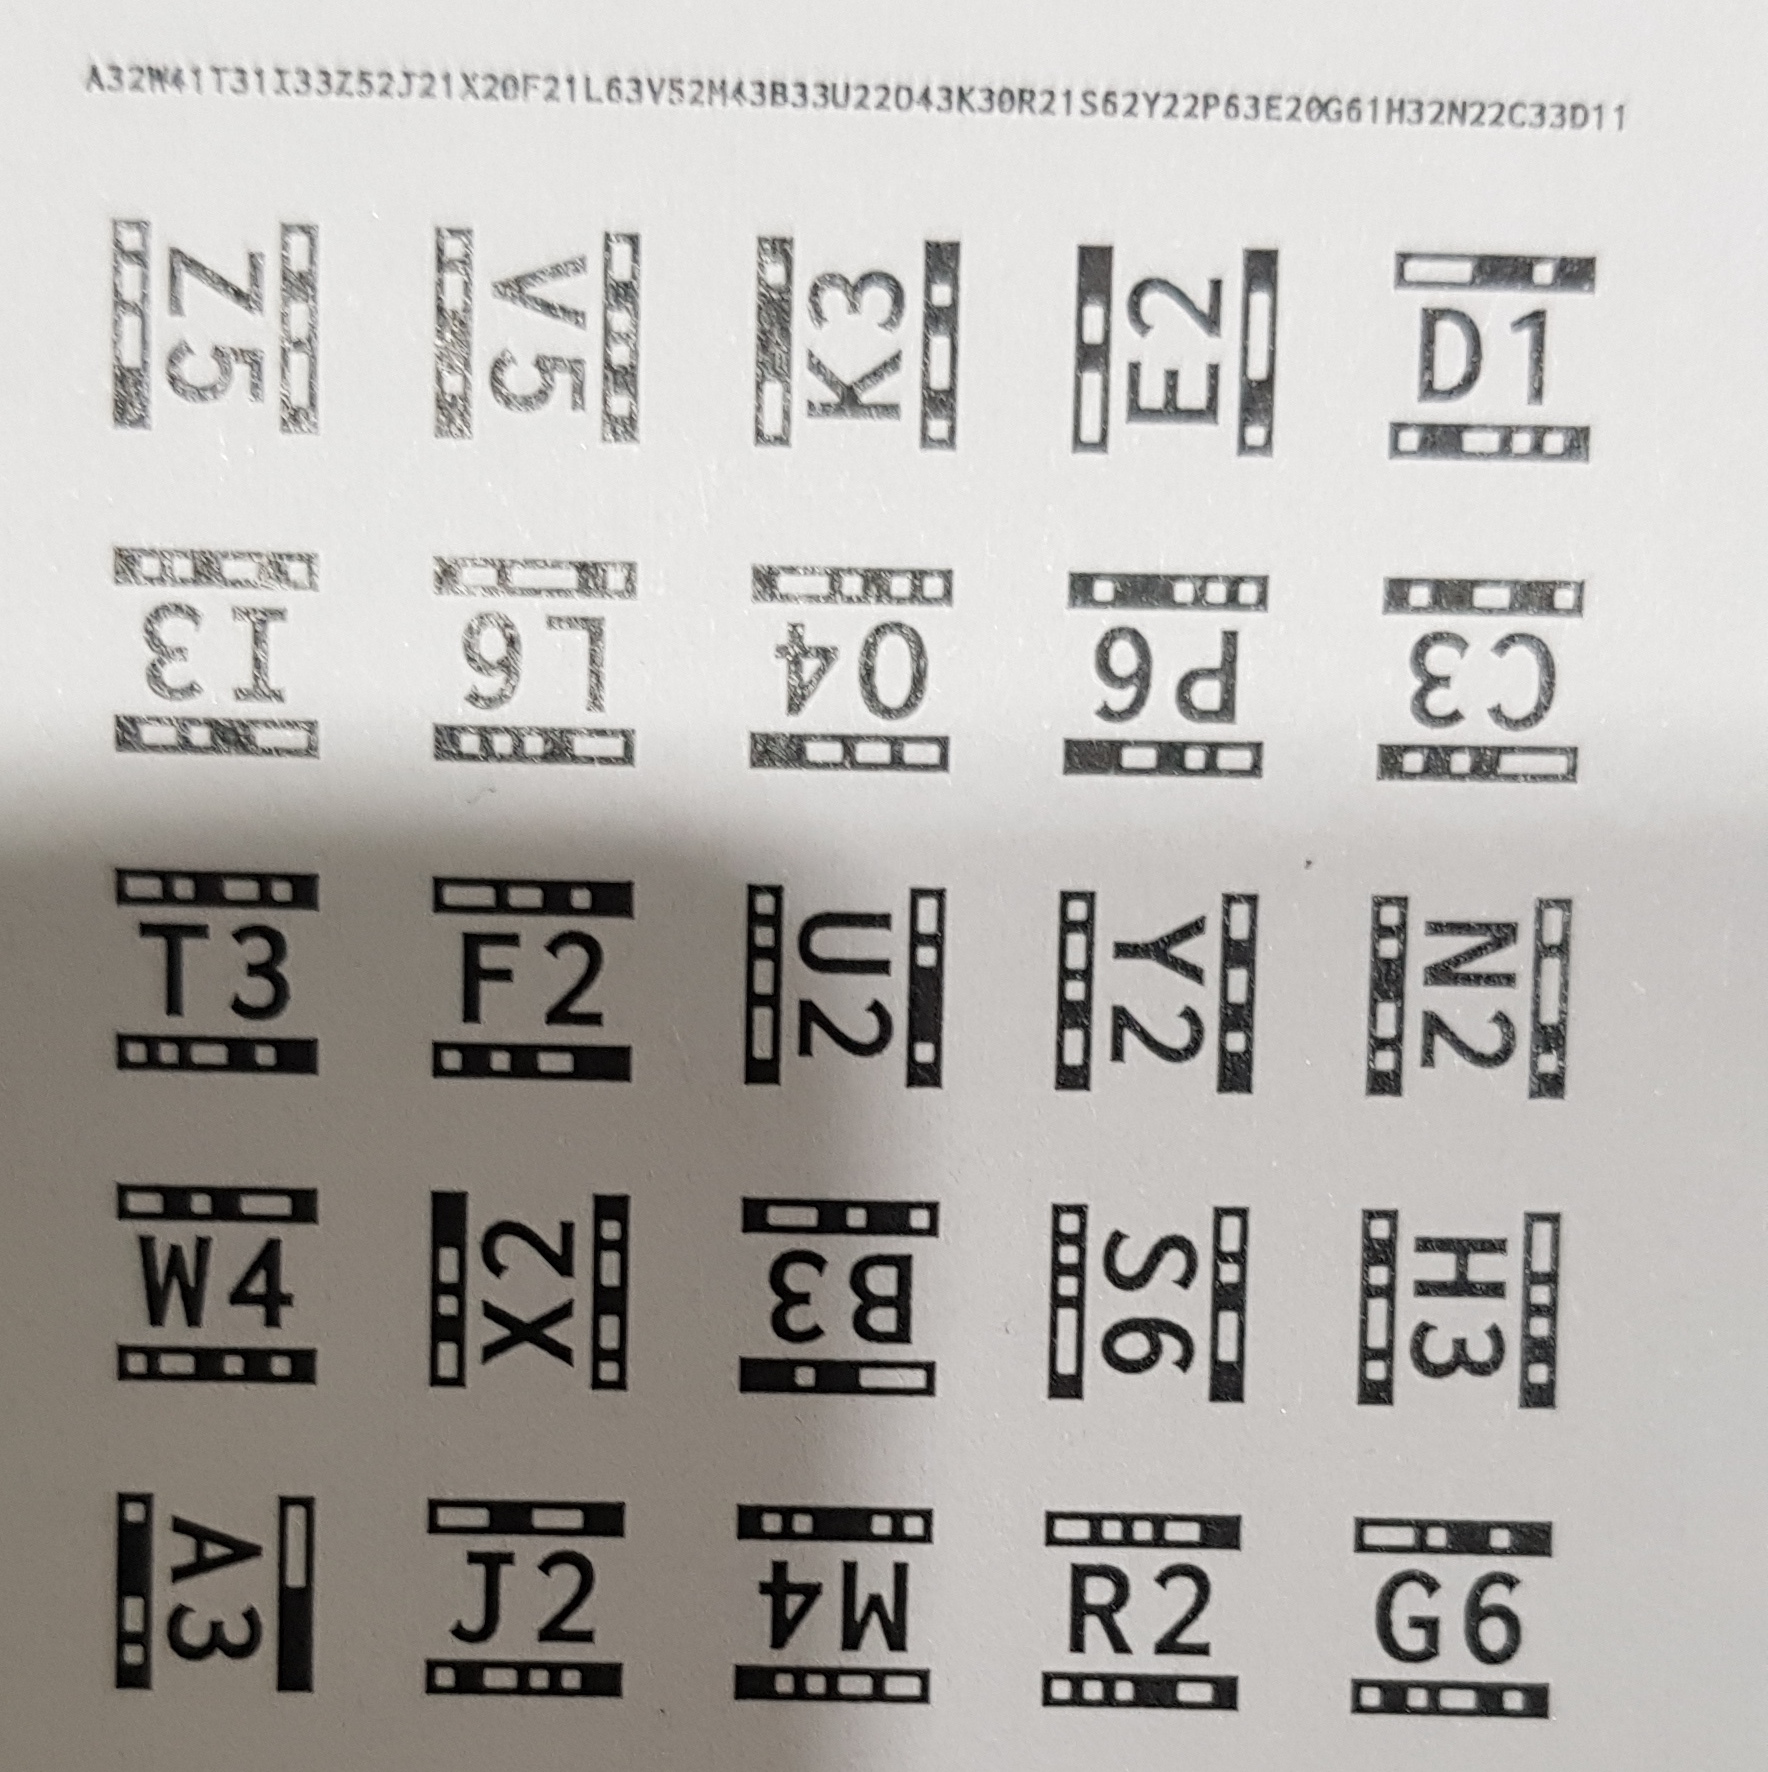 A32W41T31I33Z52J21X20F21L63V52M43B33U22O43K30R21S62Y22P63E20G61H32N22C33D11
Z5 V5 K3 E2 D1
I3 L6 O4 P6 C3
T3 F2 U2 Y2 N2
W4 X2 B3 S6 H3
A3 J2 M4 R2 G6